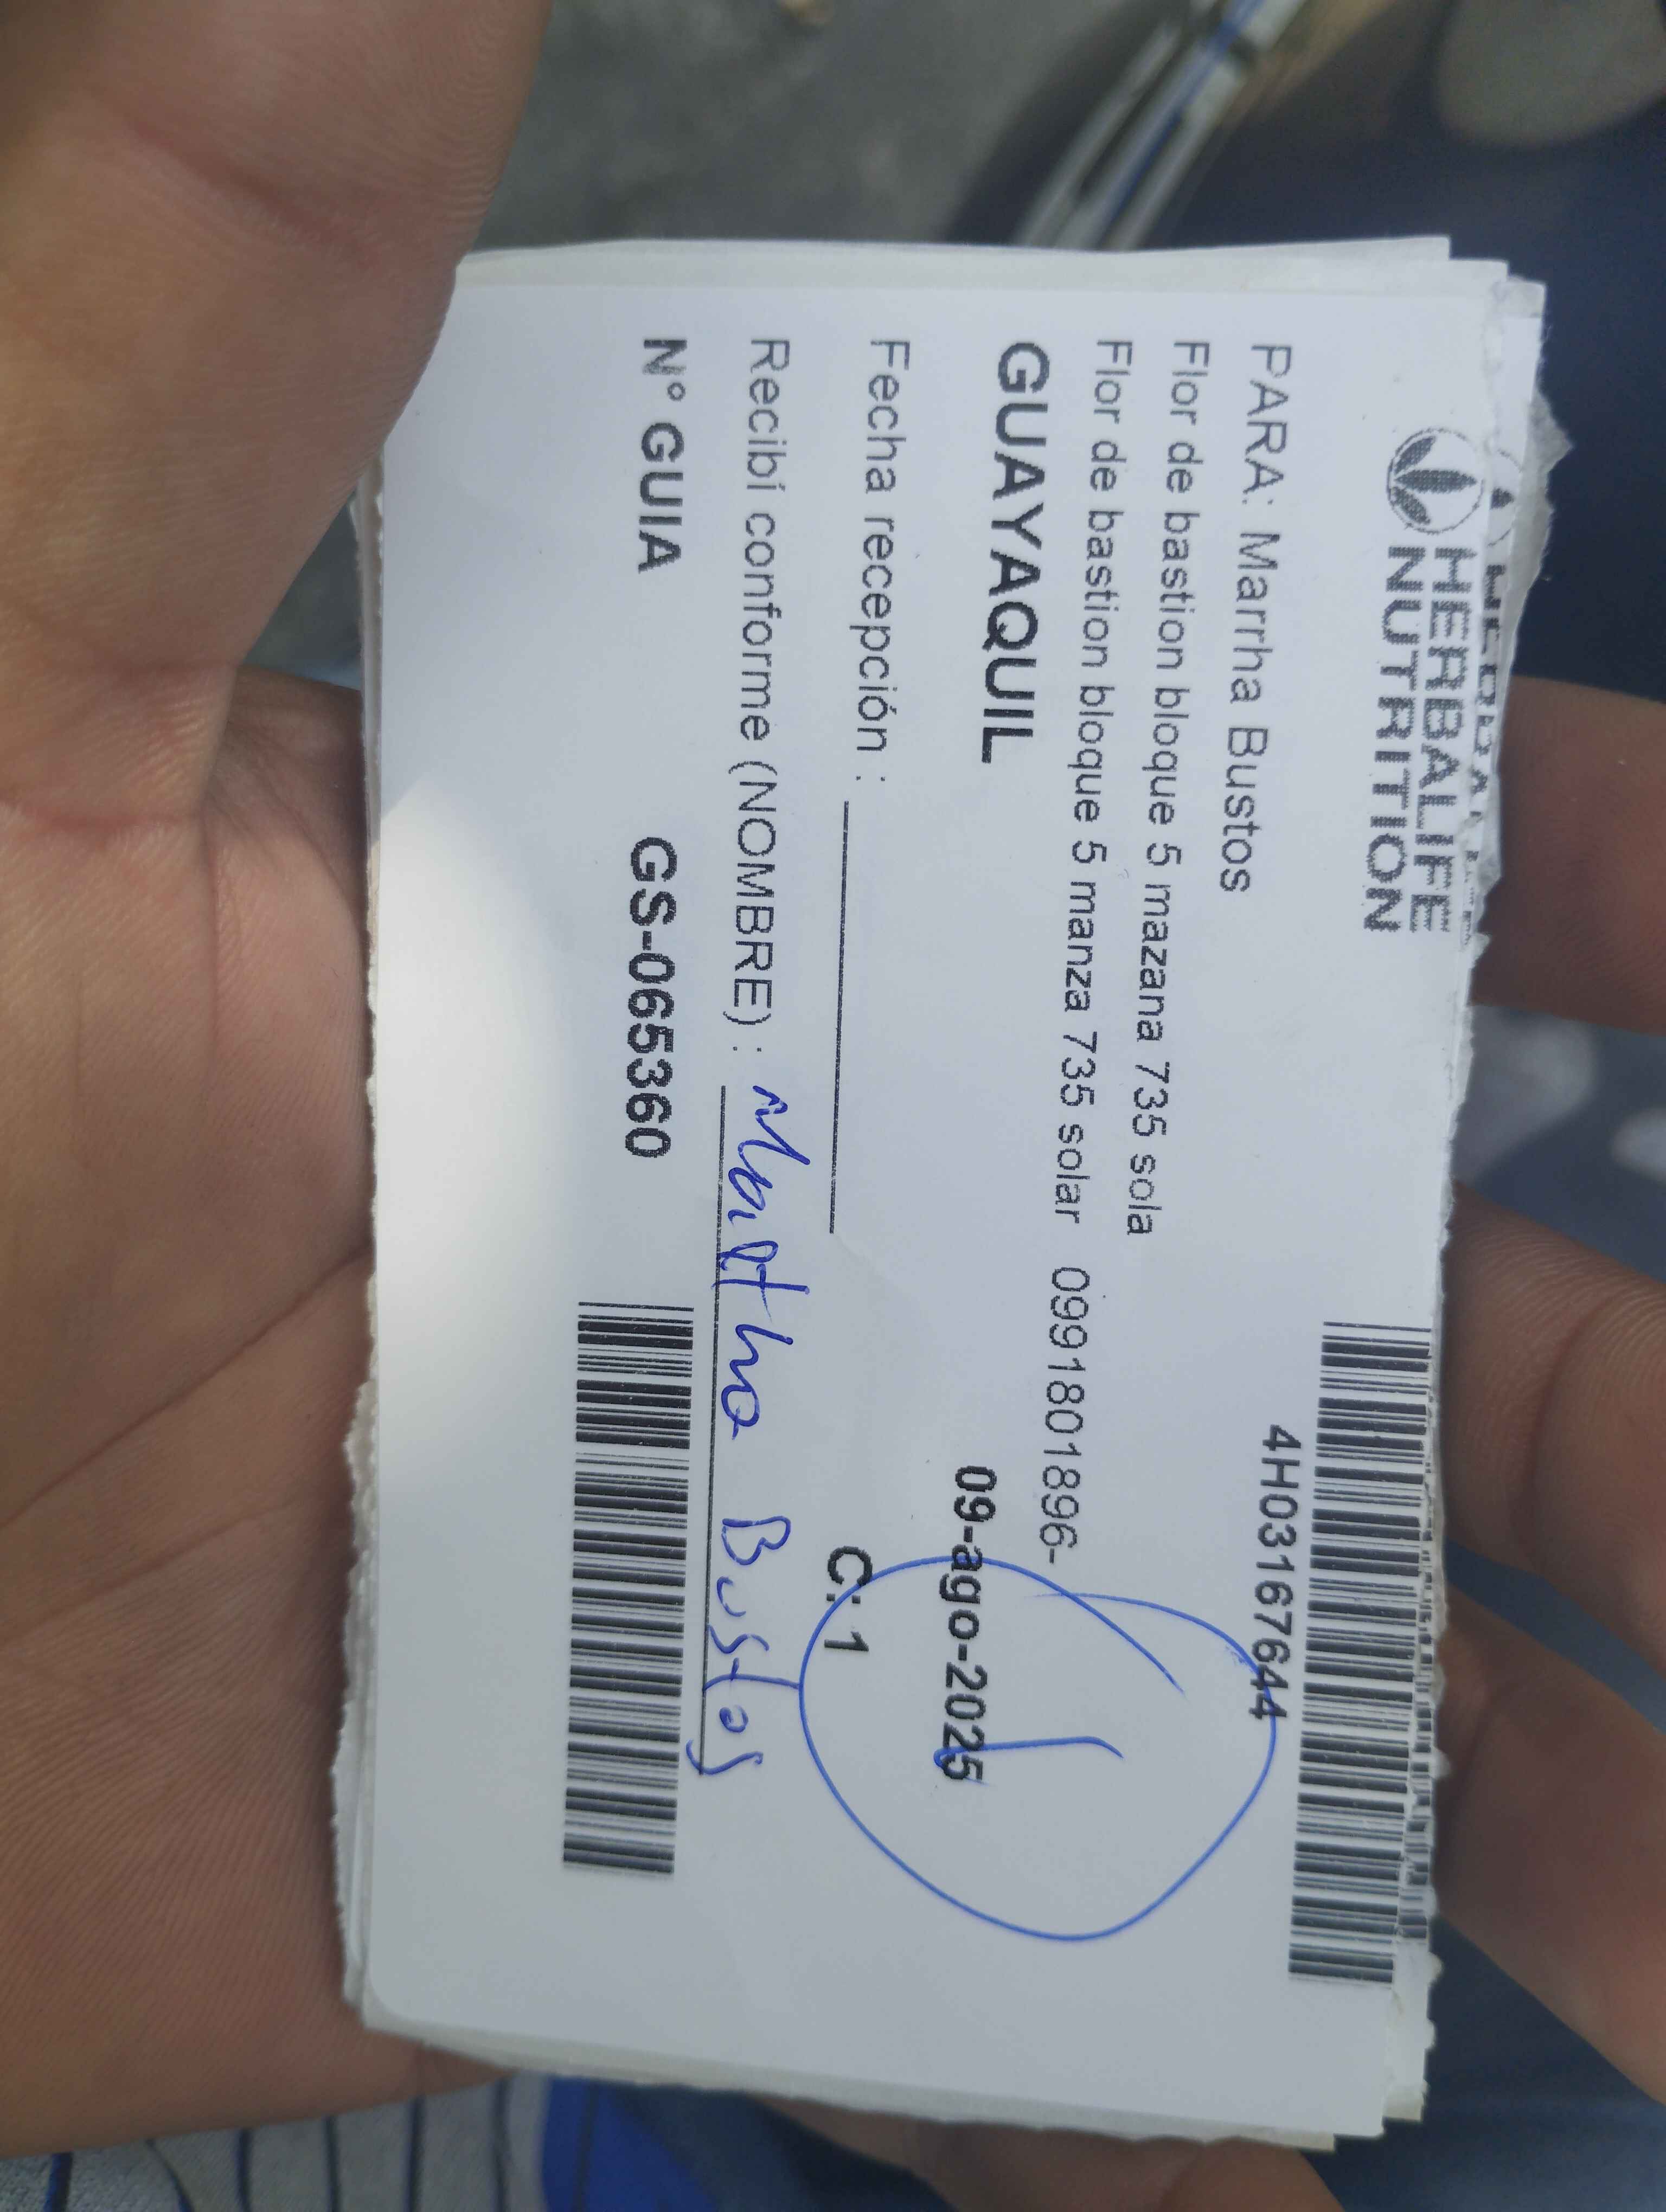 HERBALIFE
NUTRITION
4H03167644
PARA: Marrha Bustos
Flor de bastion bloque 5 mazana 735 sola
Flor de bastion bloque 5 manza 735 solar 0991801896-
GUAYAQUIL
09-ago-2025
Fecha recepción :
C.: 1
Recibí conforme (NOMBRE) : Martha Bustos
N° GUIA GS-065360